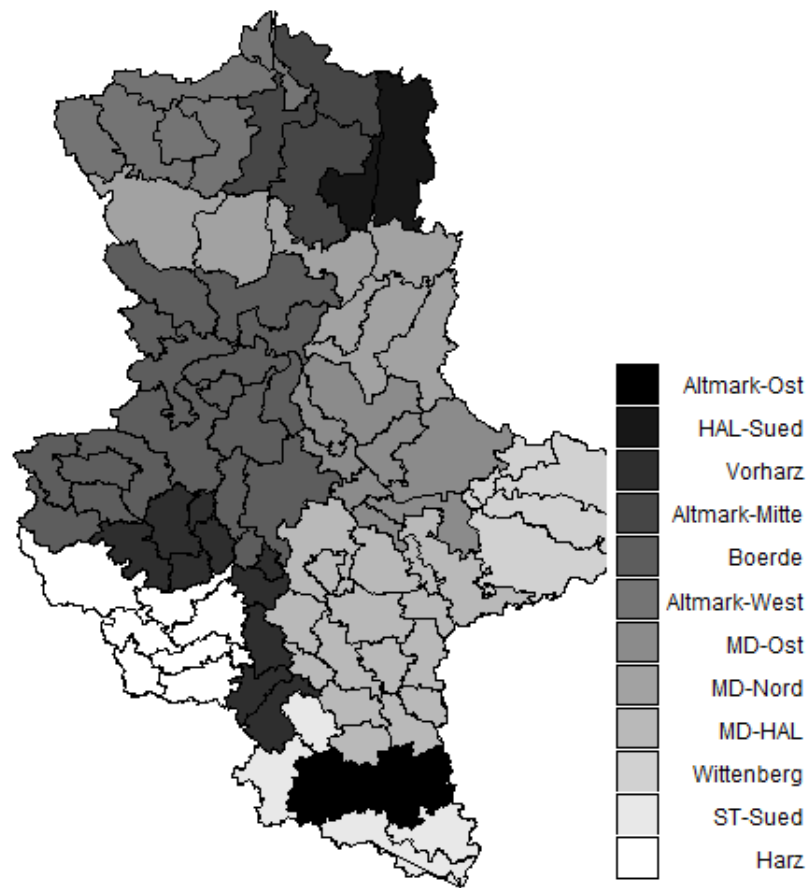 Altmark-Ost
HAL-Sued
Vorharz
Altmark-Mitte
Boerde
Altmark-West
MD-Ost
MD-Nord
MD-HAL
Wittenberg
ST-Sued
Harz